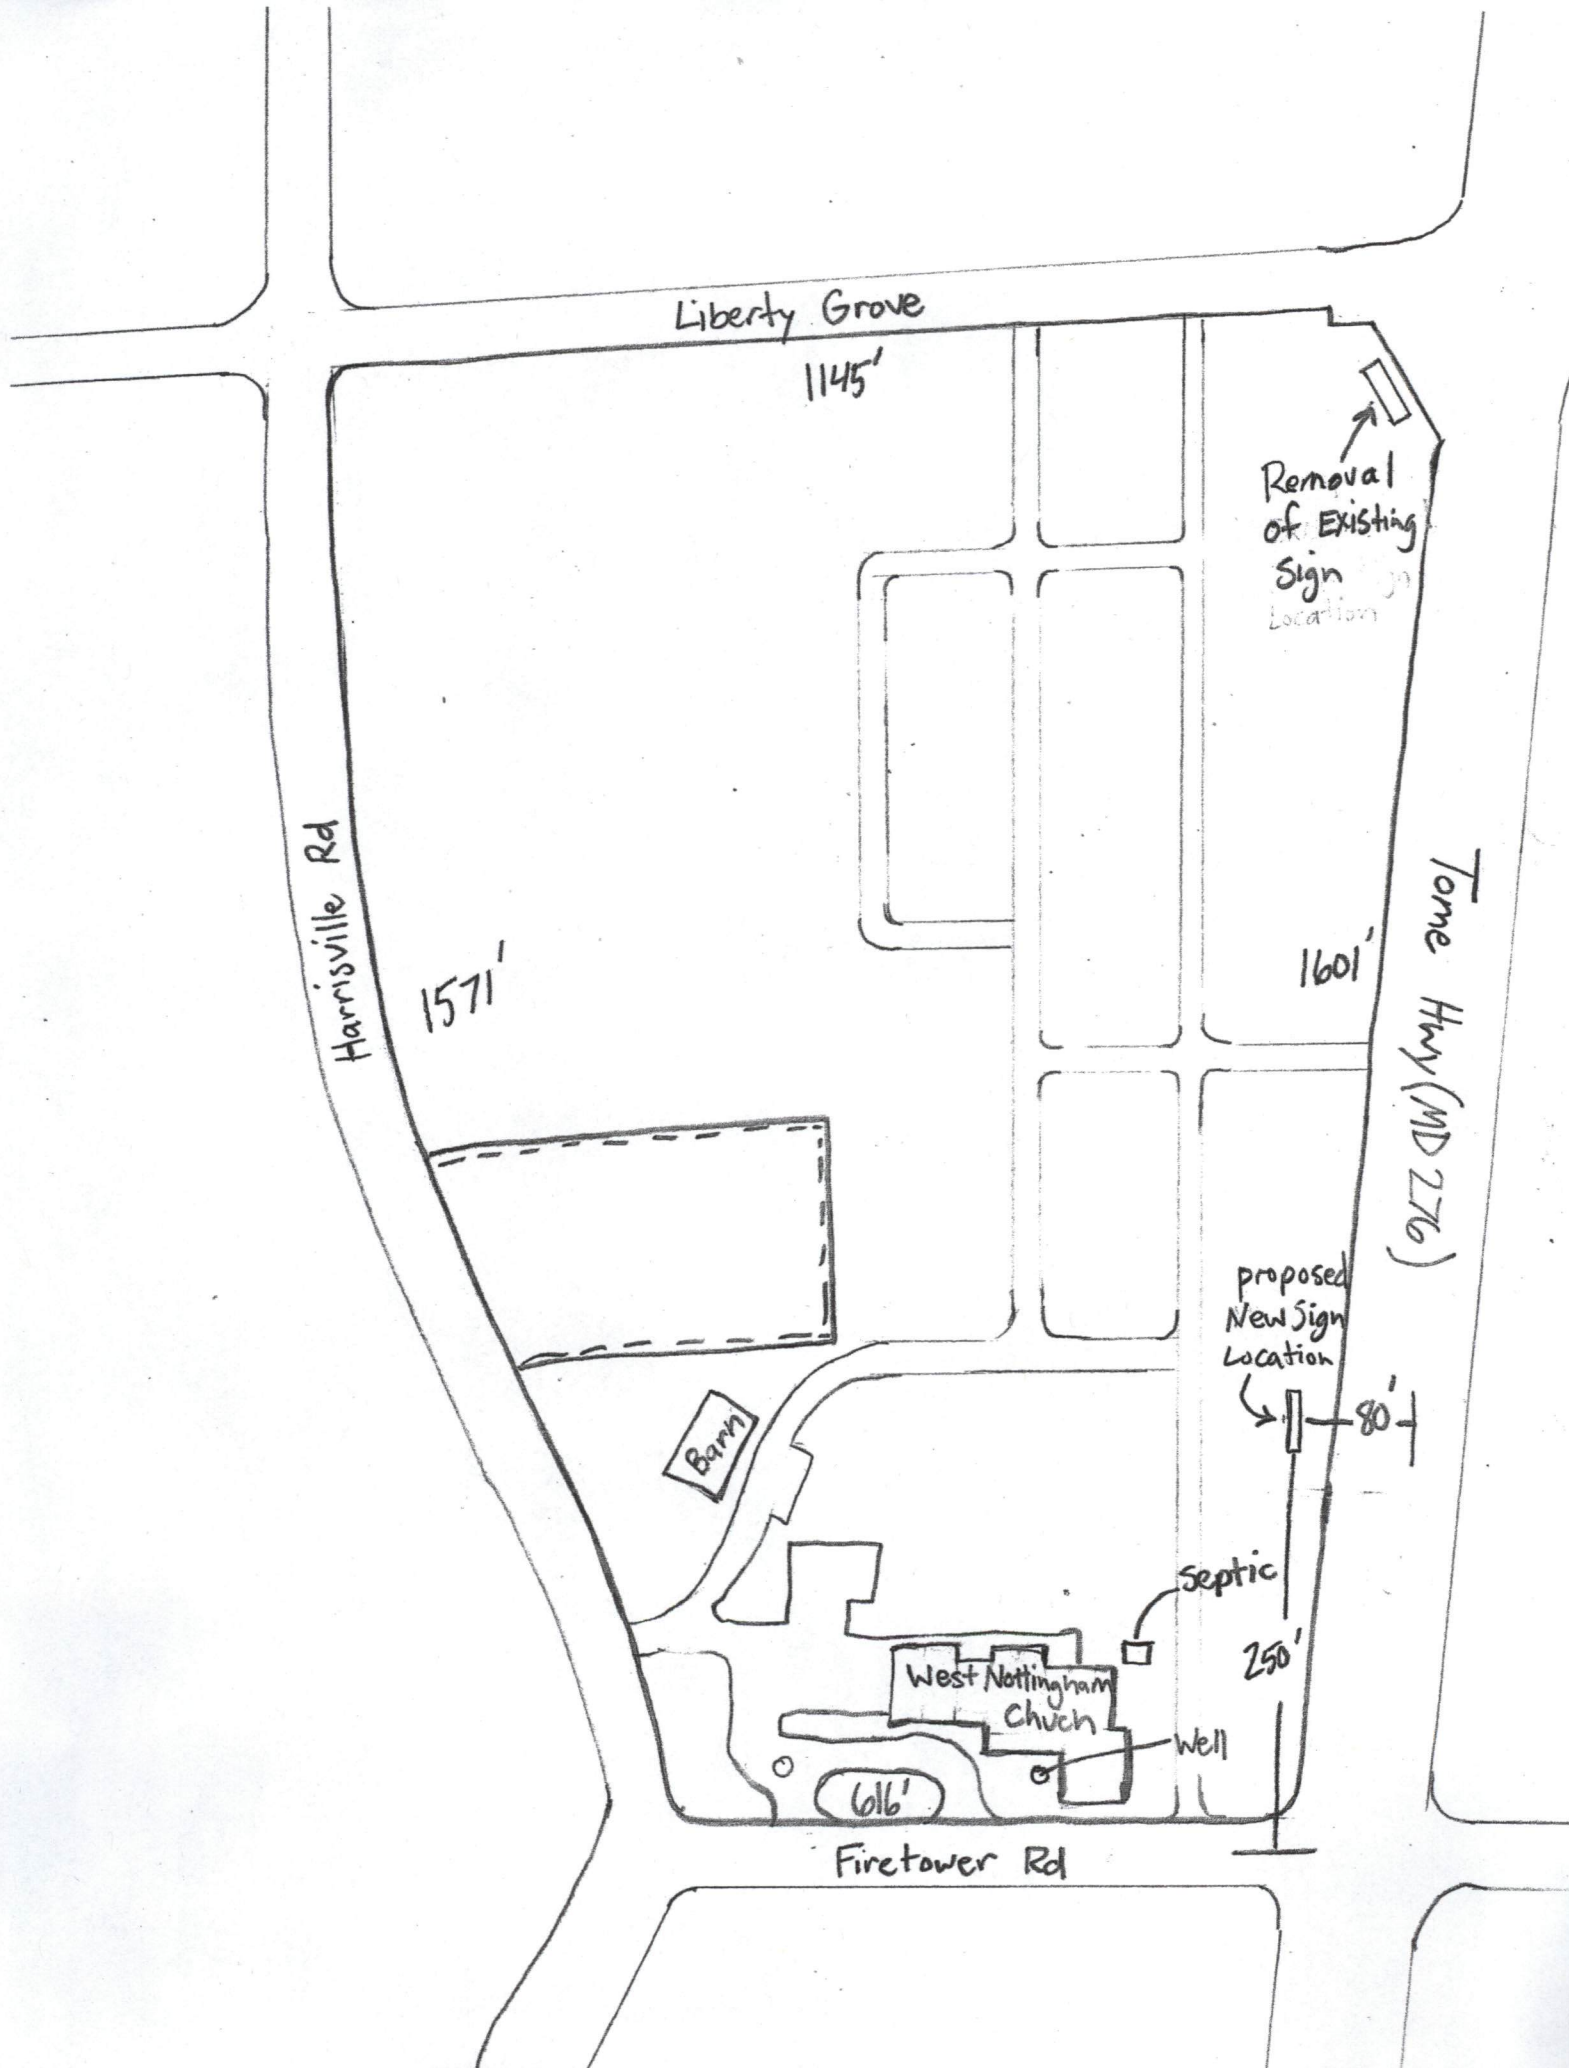 Liberty Grove
1145'
Removal
of Existing
Sign
Location
Harrisville Rd
1571'
1601'
Tome Hwy (MD 276)
proposed
New Sign
Location
80'
Barn
Septic
250'
West Nottingham
Chuch
Well
616'
Firetower Rd